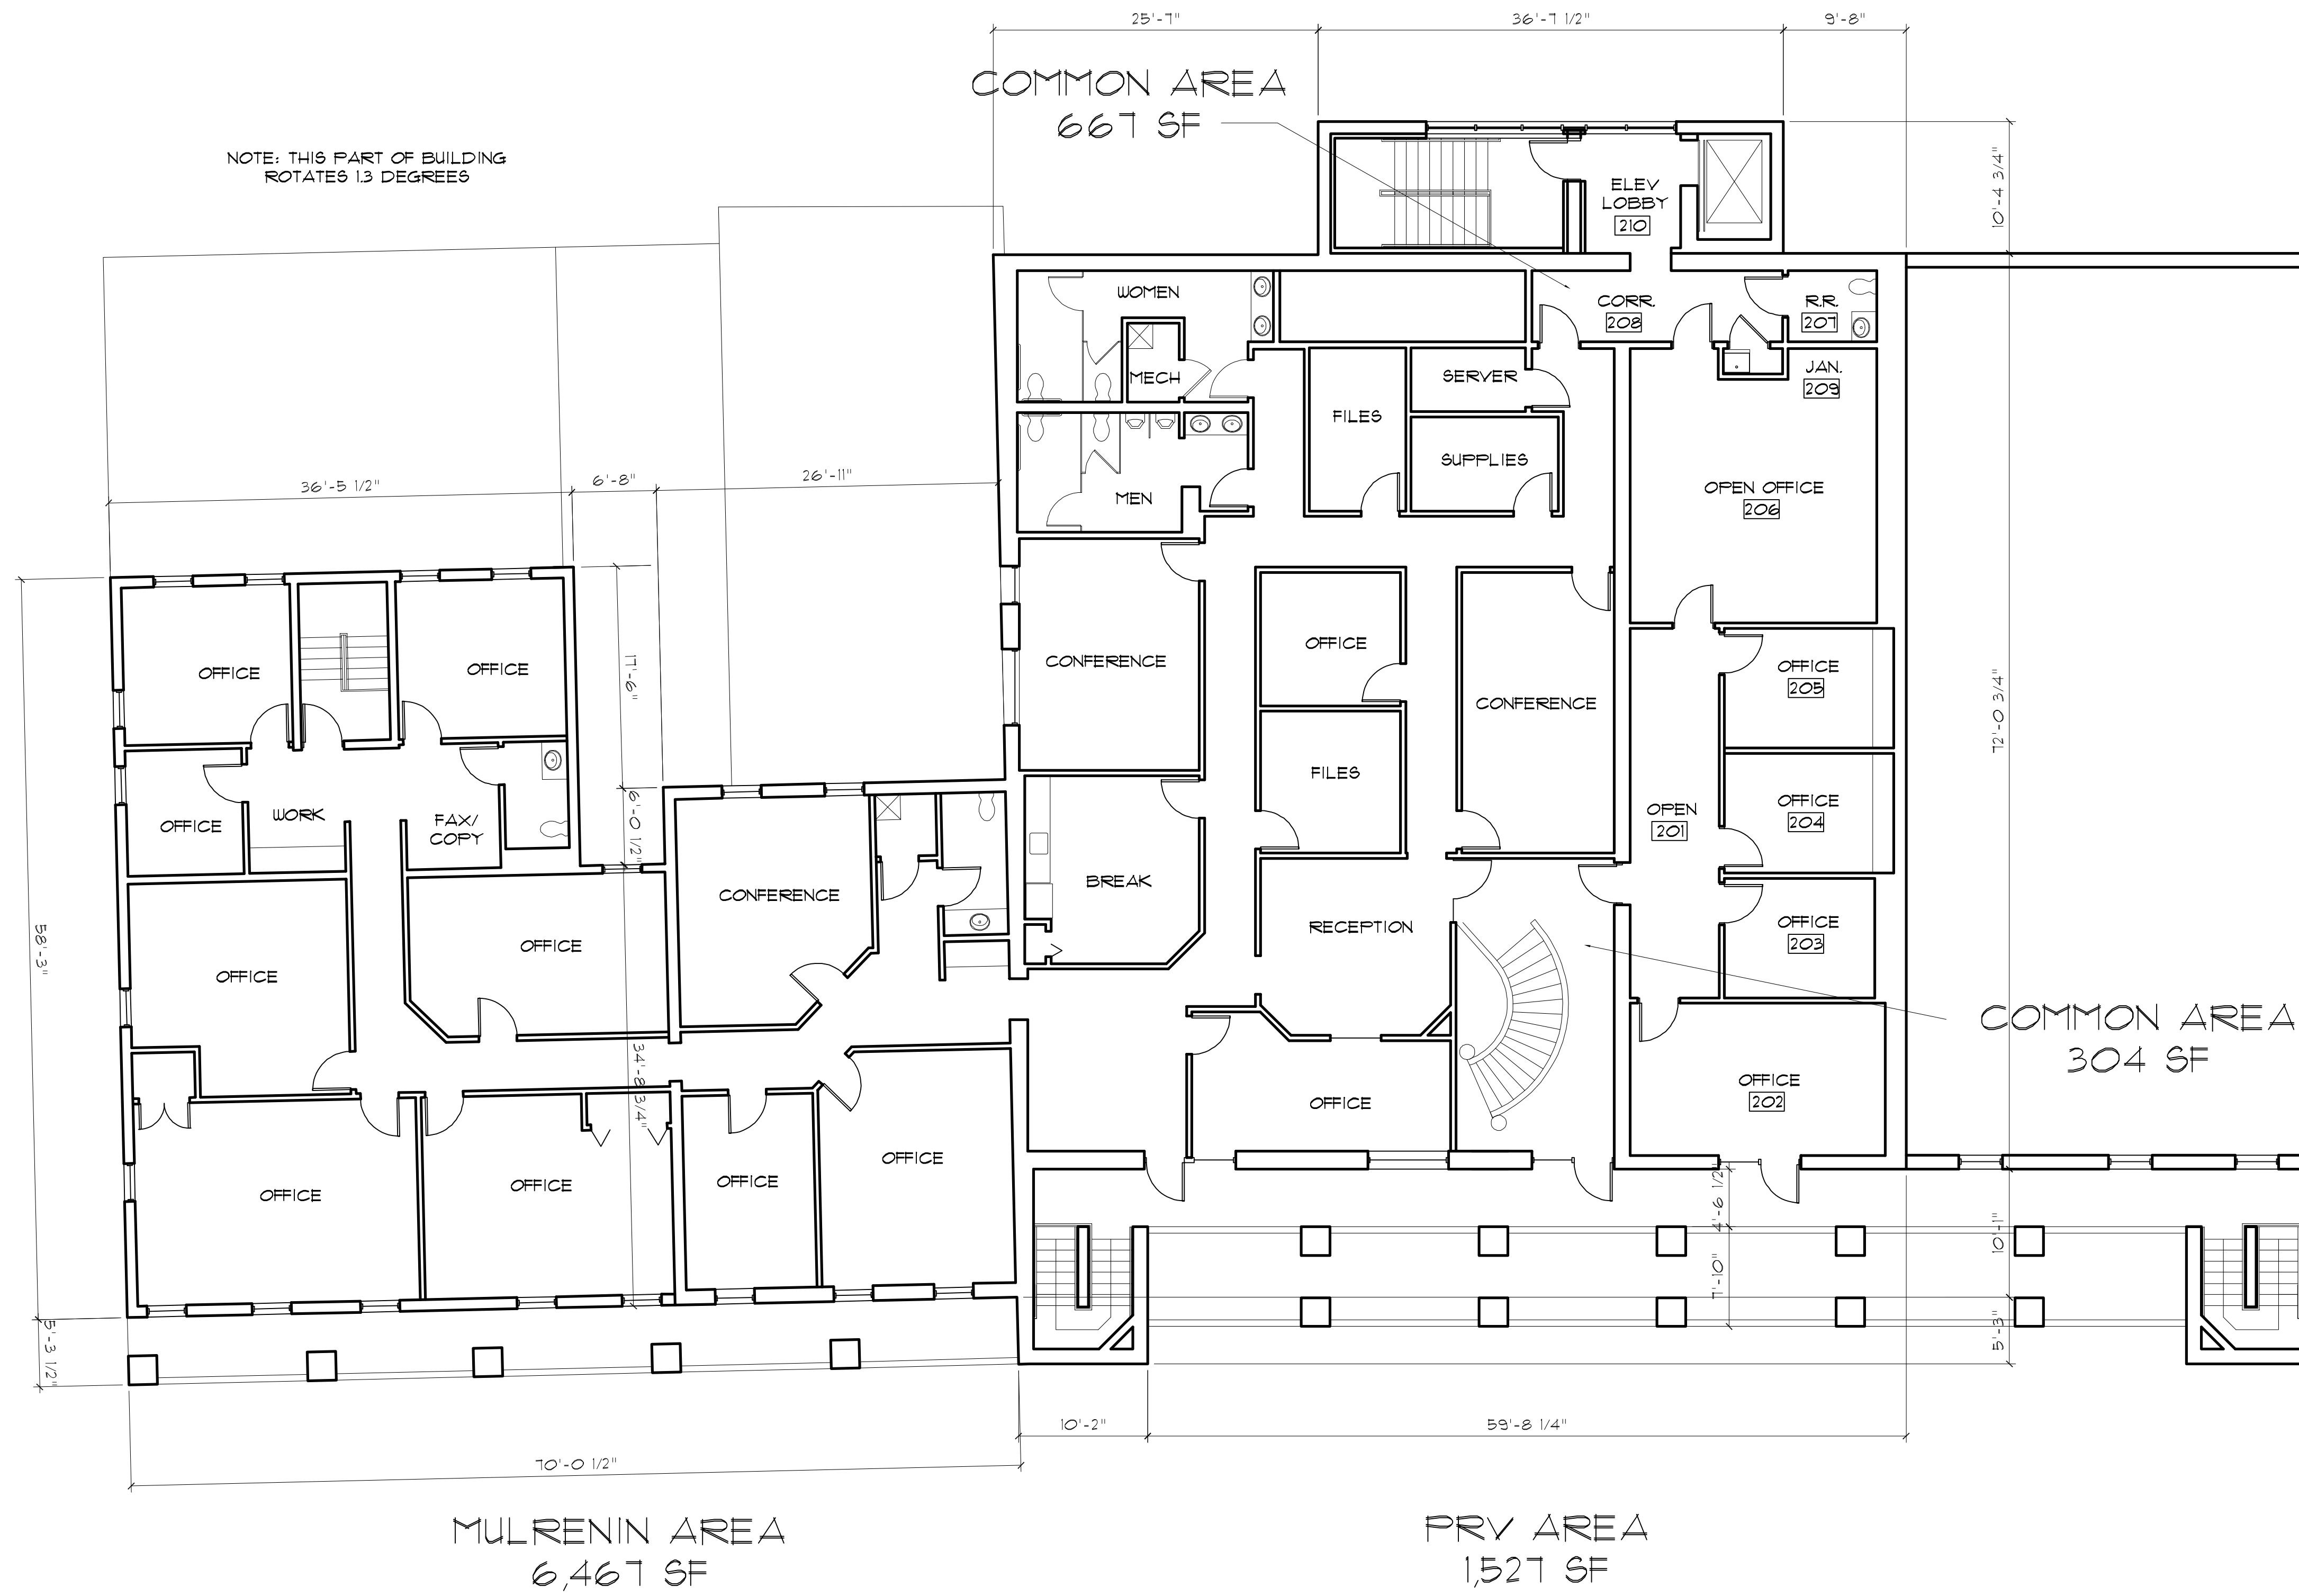 25'-7"
36'-7 1/2"
9'-8"
COMMON AREA
667 SF
NOTE: THIS PART OF BUILDING
ROTATES 1.3 DEGREES
10'-4 3/4"
ELEV
LOBBY
210
WOMEN
CORR.
208
R.R.
207
MECH
SERVER
JAN.
209
FILES
SUPPLIES
MEN
OPEN OFFICE
206
36'-5 1/2"
6'-8"
26'-11"
17'-6"
OFFICE
OFFICE
CONFERENCE
OFFICE
CONFERENCE
OFFICE
205
72'-0 3/4"
FILES
OFFICE
WORK
FAX/
COPY
6'-0 1/2"
OPEN
201
OFFICE
204
CONFERENCE
BREAK
RECEPTION
OFFICE
203
58'-3"
OFFICE
OFFICE
COMMON AREA
304 SF
34'-8 3/4"
OFFICE
OFFICE
202
OFFICE
OFFICE
OFFICE
OFFICE
4'-6 1/2"
7'-10"
10'-1"
5'-3"
5'-3 1/2"
10'-2"
59'-8 1/4"
70'-0 1/2"
MULRENIN AREA
6,467 SF
PRV AREA
1,527 SF